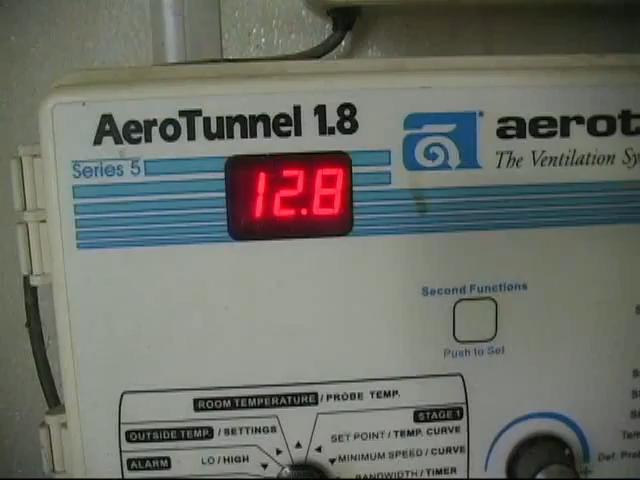 AeroTunnel 1.8
aerot
Series 5
The Ventilation Sy
12.8
Second Functions
Push to Set
ROOM TEMPERATURE / PROBE TEMP.
STAGE 1
OUTSIDE TEMP. / SETTINGS
SET POINT / TEMP. CURVE
ALARM LO / HIGH
MINIMUM SPEED / CURVE
BANDWIDTH / TIMER